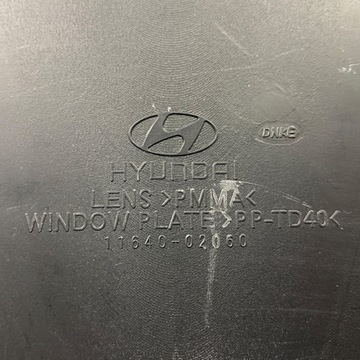 DNKE
HYUNDAI
LENS >PMMA<
WINDOW PLATE >PP-TD40<
11640-02060